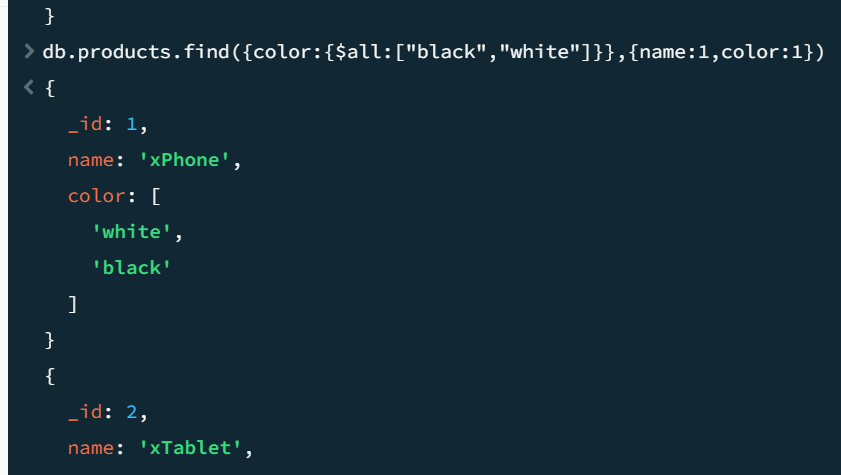 }
> db.products.find({color:{$all:["black","white"]}},{name:1,color:1})
< {
_id: 1,
name: 'xPhone',
color: [
'white',
'black'
]
}
{
_id: 2,
name: 'xTablet',